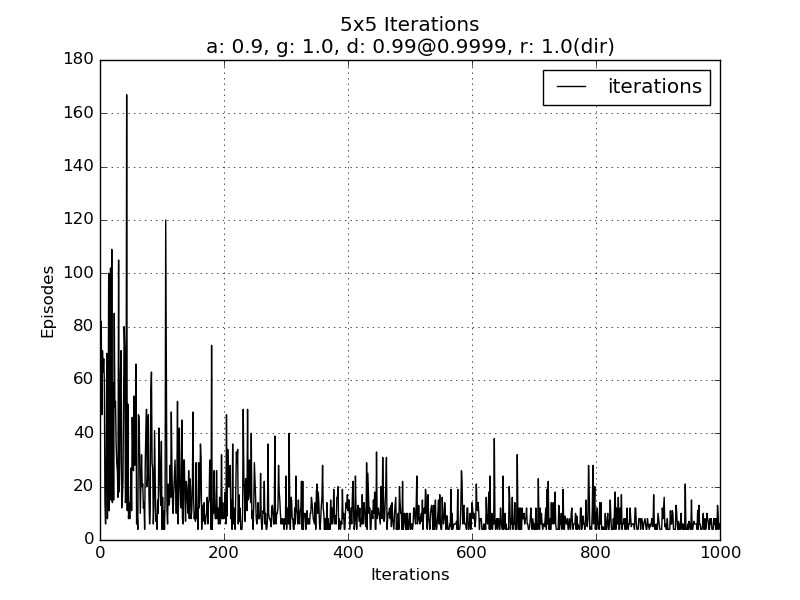 5x5 Iterations
a: 0.9, g: 1.0, d: 0.99@0.9999, r: 1.0(dir)
iterations
Episodes
180
160
140
120
100
80
60
40
20
0
0 200 400 600 800 1000
Iterations